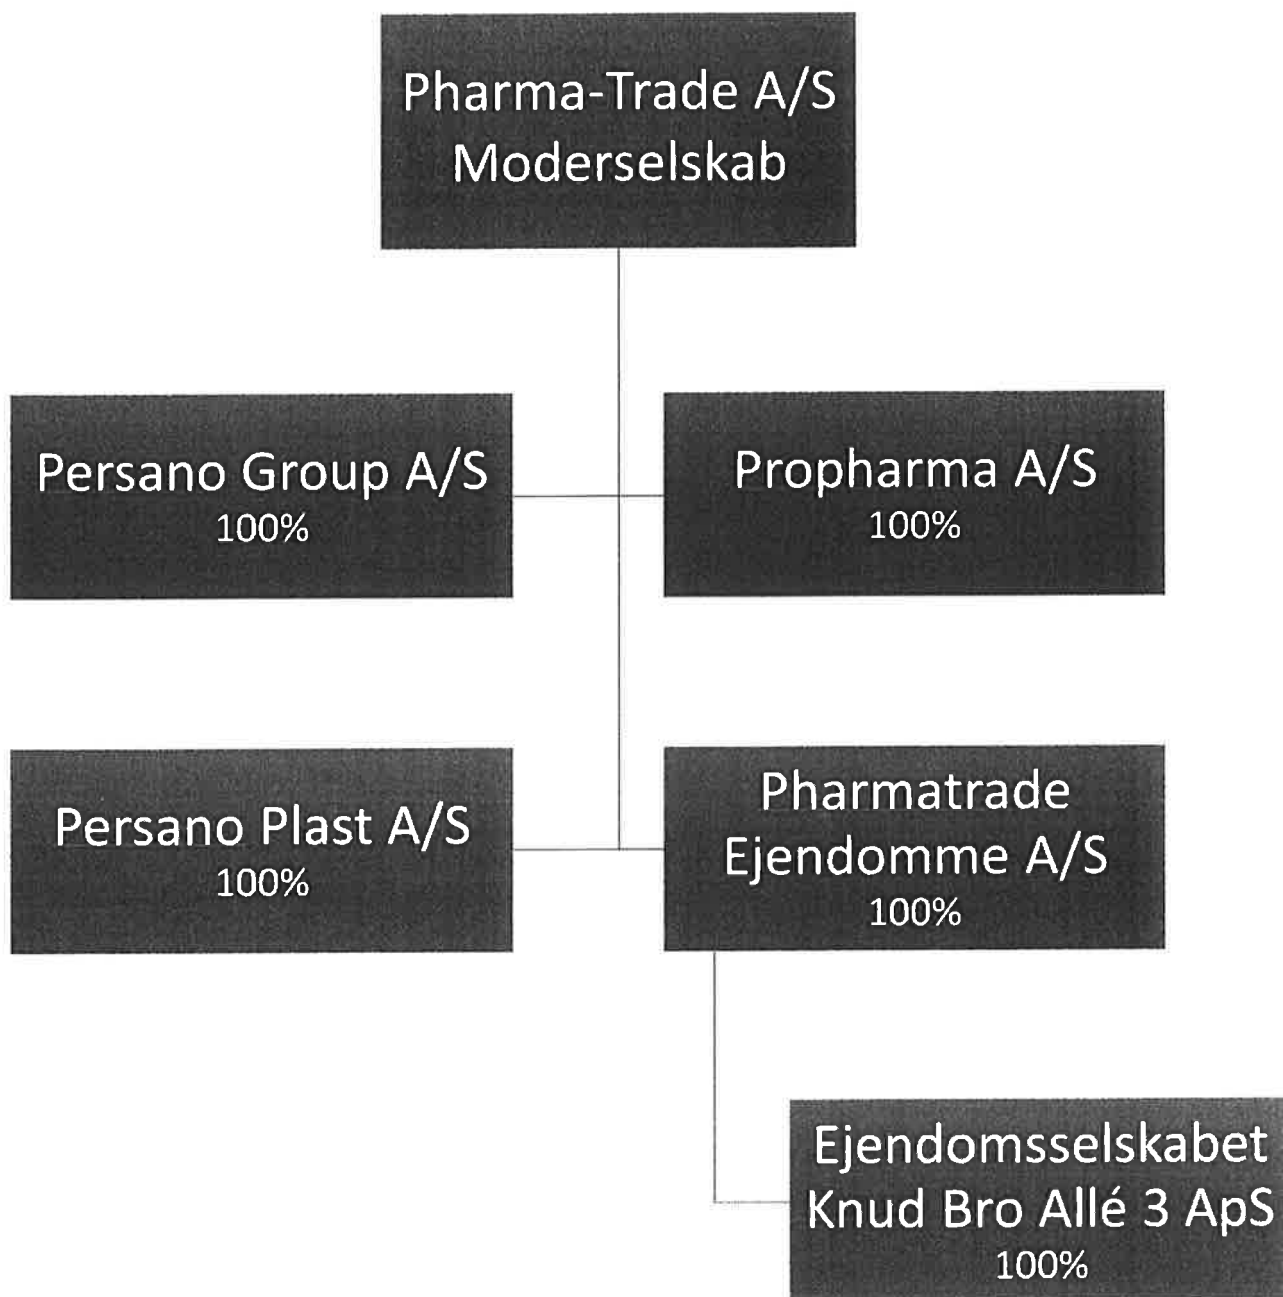 Pharma-Trade A/S
Moderselskab
Persano Group A/S
100%
Propharma A/S
100%
Persano Plast A/S
100%
Pharmatrade
Ejendomme A/S
100%
Ejendomsselskabet
Knud Bro Allé 3 ApS
100%